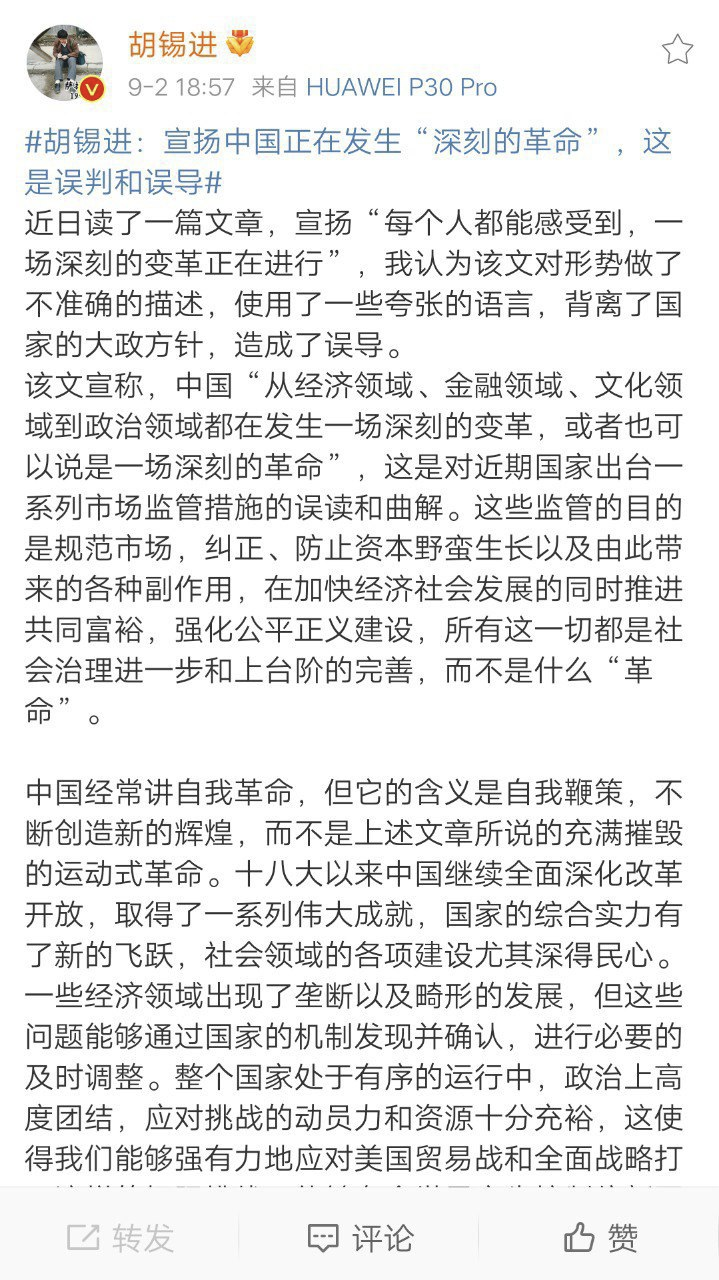 胡锡进
9-2 18:57 来自 HUAWEI P30 Pro
#胡锡进：宣扬中国正在发生“深刻的革命”，这
是误判和误导#
近日读了一篇文章，宣扬“每个人都能感受到，一
场深刻的变革正在进行”，我认为该文对形势做了
不准确的描述，使用了一些夸张的语言，背离了国
家的大政方针，造成了误导。
该文宣称，中国“从经济领域、金融领域、文化领
域到政治领域都在发生一场深刻的变革，或者也可
以说是一场深刻的革命”，这是对近期国家出台一
系列市场监管措施的误读和曲解。这些监管的目的
是规范市场，纠正、防止资本野蛮生长以及由此带
来的各种副作用，在加快经济社会发展的同时推进
共同富裕，强化公平正义建设，所有这一切都是社
会治理进一步和上台阶的完善，而不是什么“革
命”。
中国经常讲自我革命，但它的含义是自我鞭策，不
断创造新的辉煌，而不是上述文章所说的充满摧毁
的运动式革命。十八大以来中国继续全面深化改革
开放，取得了一系列伟大成就，国家的综合实力有
了新的飞跃，社会领域的各项建设尤其深得民心。
一些经济领域出现了垄断以及畸形的发展，但这些
问题能够通过国家的机制发现并确认，进行必要的
及时调整。整个国家处于有序的运行中，政治上高
度团结，应对挑战的动员力和资源十分充裕，这使
得我们能够强有力地应对美国贸易战和全面战略打
转发 评论 赞